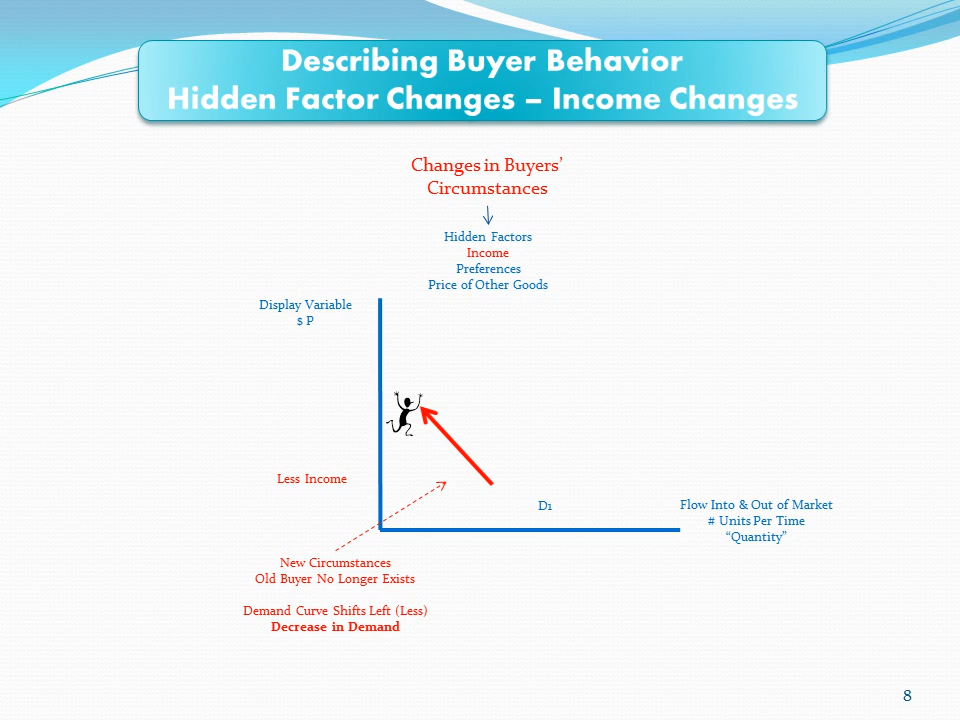 Describing Buyer Behavior
Hidden Factor Changes – Income Changes
Changes in Buyers’
Circumstances
Hidden Factors
Income
Preferences
Price of Other Goods
Display Variable
$ P
Less Income
D1
Flow Into & Out of Market
# Units Per Time
“Quantity”
New Circumstances
Old Buyer No Longer Exists
Demand Curve Shifts Left (Less)
Decrease in Demand
8